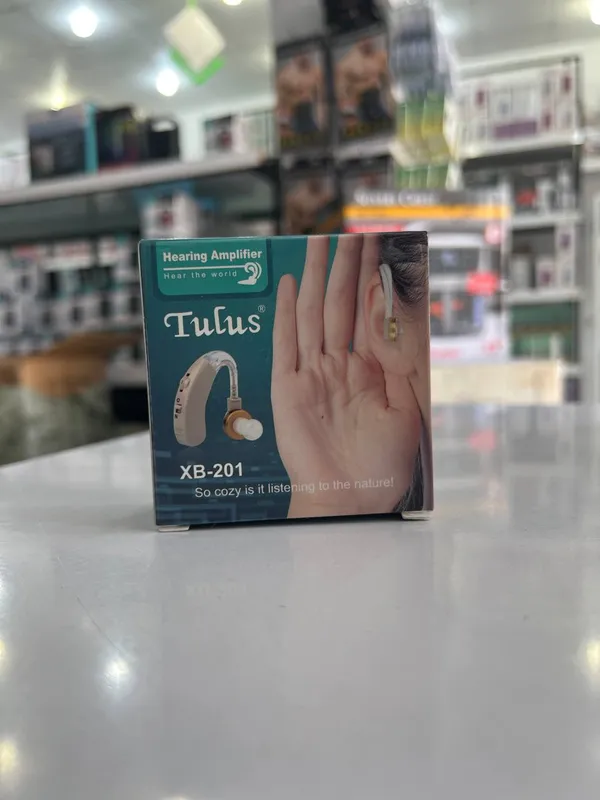 Hearing Amplifier
Hear the world
Tulus®
XB-201
So cozy is it listening to the nature!